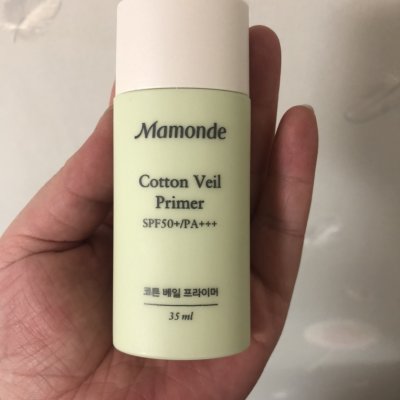 Mamonde
Cotton Veil
Primer
SPF50+/PA+++
코튼 베일 프라이머
35 ml